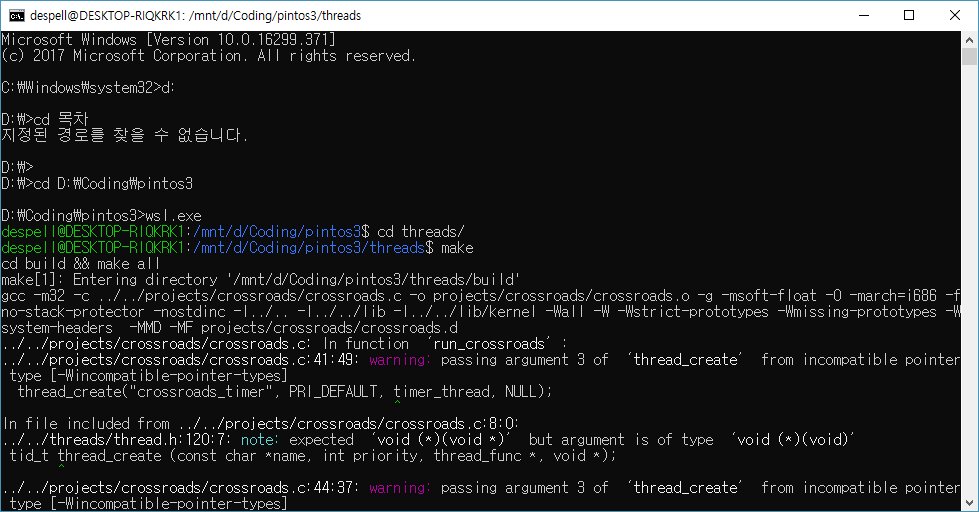 despell@DESKTOP-RIQKRK1: /mnt/d/Coding/pintos3/threads
Microsoft Windows [Version 10.0.16299.371]
(c) 2017 Microsoft Corporation. All rights reserved.
C:₩Windows₩system32>d:
D:₩>cd 목차
지정된 경로를 찾을 수 없습니다.
D:₩>
D:₩>cd D:₩Coding₩pintos3
D:₩Coding₩pintos3>wsl.exe
despell@DESKTOP-RIQKRK1:/mnt/d/Coding/pintos3$ cd threads/
despell@DESKTOP-RIQKRK1:/mnt/d/Coding/pintos3/threads$ make
cd build && make all
make[1]: Entering directory '/mnt/d/Coding/pintos3/threads/build'
gcc -m32 -c ../../projects/crossroads/crossroads.c -o projects/crossroads/crossroads.o -g -msoft-float -O -march=i686 -f
no-stack-protector -nostdinc -I../.. -I../../lib -I../../lib/kernel -Wall -W -Wstrict-prototypes -Wmissing-prototypes -W
system-headers  -MMD -MF projects/crossroads/crossroads.d
../../projects/crossroads/crossroads.c: In function ‘run_crossroads’:
../../projects/crossroads/crossroads.c:41:49: warning: passing argument 3 of ‘thread_create’ from incompatible pointer
type [-Wincompatible-pointer-types]
thread_create("crossroads_timer", PRI_DEFAULT, timer_thread, NULL);
^
In file included from ../../projects/crossroads/crossroads.c:8:0:
../../threads/thread.h:120:7: note: expected ‘void (*)(void *)’ but argument is of type ‘void (*)(void)’
tid_t thread_create (const char *name, int priority, thread_func *, void *);
^
../../projects/crossroads/crossroads.c:44:37: warning: passing argument 3 of ‘thread_create’ from incompatible pointer
type [-Wincompatible-pointer-types]